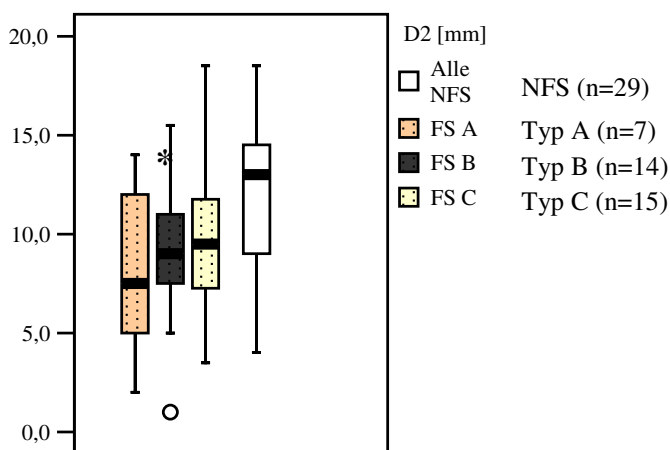 20,0
15,0
10,0
5,0
0,0
*
D2 [mm]
Alle
NFS
NFS (n=29)
FS A
Typ A (n=7)
FS B
Typ B (n=14)
FS C
Typ C (n=15)